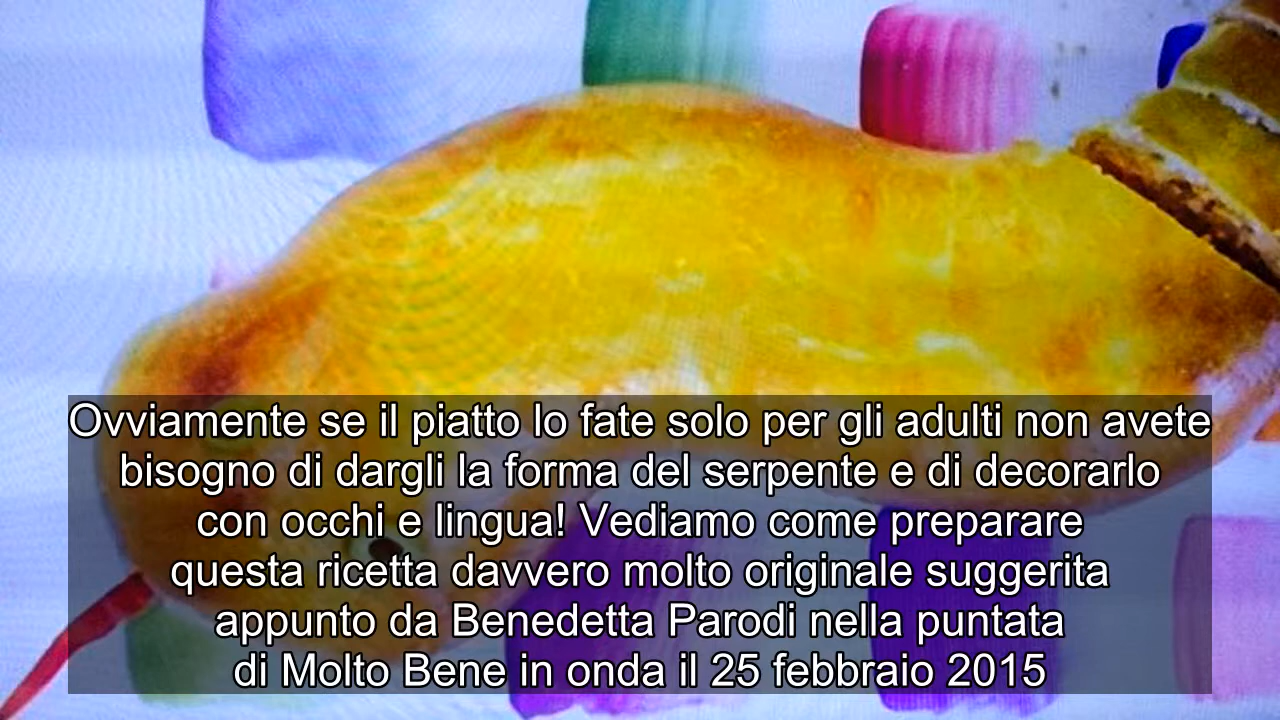 Ovviamente se il piatto lo fate solo per gli adulti non avete
bisogno di dargli la forma del serpente e di decorarlo
con occhi e lingua! Vediamo come preparare
questa ricetta davvero molto originale suggerita
appunto da Benedetta Parodi nella puntata
di Molto Bene in onda il 25 febbraio 2015